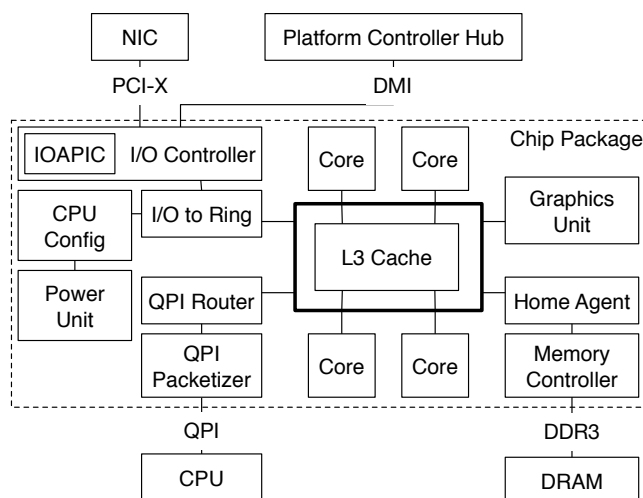 NIC
Platform Controller Hub
PCI-X
DMI
Chip Package
IOAPIC
I/O Controller
Core
Core
CPU
Config
I/O to Ring
Graphics
Unit
L3 Cache
Power
Unit
QPI Router
Home Agent
QPI
Packetizer
Core
Core
Memory
Controller
QPI
DDR3
CPU
DRAM